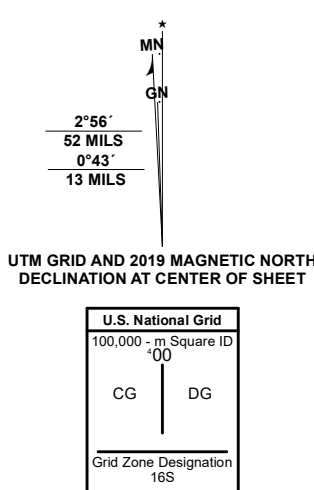 MN
GN
2°56´
52 MILS
0°43´
13 MILS
UTM GRID AND 2019 MAGNETIC NORTH
DECLINATION AT CENTER OF SHEET
U.S. National Grid
100,000 - m Square ID
⁴00
CG DG
Grid Zone Designation
16S